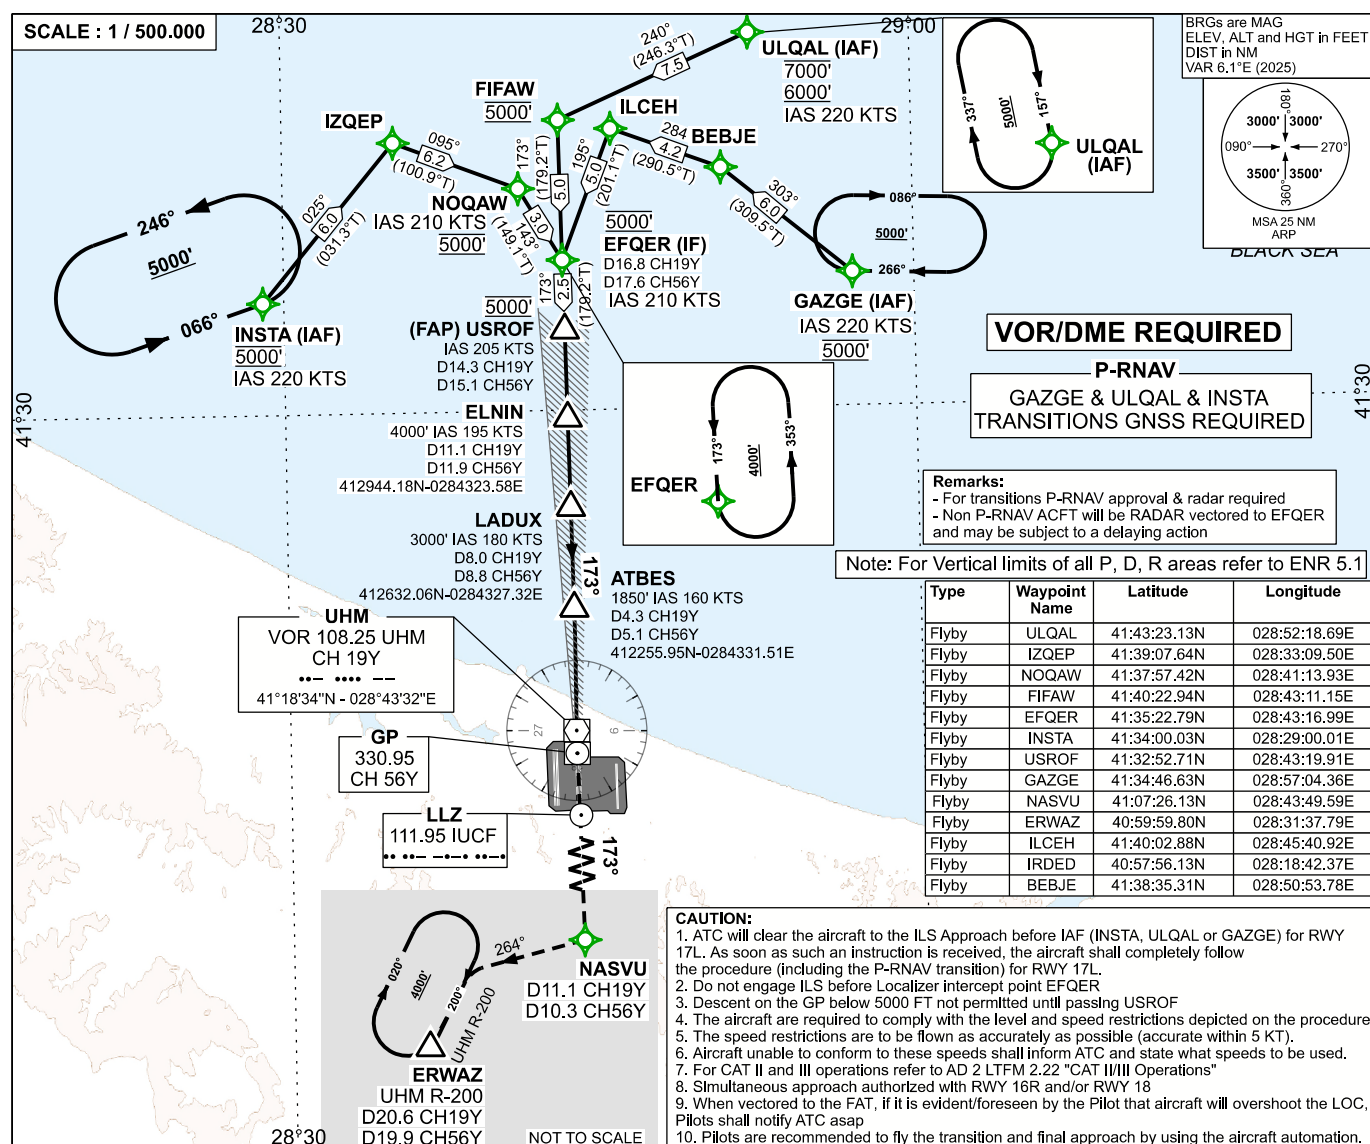 SCALE : 1 / 500.000
28°30'
29°00'
BRGs are MAG
ELEV, ALT and HGT in FEET
DIST in NM
VAR 6.1°E (2025)
180°
3000' 3000'
090° 270°
3500' 3500'
360°
MSA 25 NM
ARP
BLACK SEA
337°
5000'
157°
ULQAL
(IAF)
240°
(246.3°T)
7.5
ULQAL (IAF)
7000'
6000'
IAS 220 KTS
FIFAW
5000'
ILCEH
IZQEP
095°
6.2
(100.9°T)
173°
(179.2°T)
5.0
195°
5.0
(201.1°T)
284
4.2
(290.5°T)
BEBJE
303°
6.0
(309.5°T)
086°
5000'
266°
GAZGE (IAF)
IAS 220 KTS
5000'
NOQAW
IAS 210 KTS
5000'
3.0
143°
(149.1°T)
5000'
EFQER (IF)
D16.8 CH19Y
D17.6 CH56Y
IAS 210 KTS
025°
6.0
(031.3°T)
246°
5000'
066°
INSTA (IAF)
5000'
IAS 220 KTS
173°
2.5
(179.2°T)
5000'
(FAP) USROF
IAS 205 KTS
D14.3 CH19Y
D15.1 CH56Y
VOR/DME REQUIRED
P-RNAV
GAZGE & ULQAL & INSTA
TRANSITIONS GNSS REQUIRED
41°30
41°30
ELNIN
4000' IAS 195 KTS
D11.1 CH19Y
D11.9 CH56Y
412944.18N-0284323.58E
EFQER
173°
4000'
353°
Remarks:
- For transitions P-RNAV approval & radar required
- Non P-RNAV ACFT will be RADAR vectored to EFQER
and may be subject to a delaying action
LADUX
3000' IAS 180 KTS
D8.0 CH19Y
D8.8 CH56Y
412632.06N-0284327.32E
173°
Note: For Vertical limits of all P, D, R areas refer to ENR 5.1
ATBES
1850' IAS 160 KTS
D4.3 CH19Y
D5.1 CH56Y
412255.95N-0284331.51E
UHM
VOR 108.25 UHM
CH 19Y
41°18'34"N - 028°43'32"E
27
9
GP
330.95
CH 56Y
LLZ
111.95 IUCF
173°
Type Waypoint Name Latitude Longitude
Flyby ULQAL 41:43:23.13N 028:52:18.69E
Flyby IZQEP 41:39:07.64N 028:33:09.50E
Flyby NOQAW 41:37:57.42N 028:41:13.93E
Flyby FIFAW 41:40:22.94N 028:43:11.15E
Flyby EFQER 41:35:22.79N 028:43:16.99E
Flyby INSTA 41:34:00.03N 028:29:00.01E
Flyby USROF 41:32:52.71N 028:43:19.91E
Flyby GAZGE 41:34:46.63N 028:57:04.36E
Flyby NASVU 41:07:26.13N 028:43:49.59E
Flyby ERWAZ 40:59:59.80N 028:31:37.79E
Flyby ILCEH 41:40:02.88N 028:45:40.92E
Flyby IRDED 40:57:56.13N 028:18:42.37E
Flyby BEBJE 41:38:35.31N 028:50:53.78E
020°
4000'
200°
UHM R-200
264°
NASVU
D11.1 CH19Y
D10.3 CH56Y
ERWAZ
UHM R-200
D20.6 CH19Y
D19.9 CH56Y
28°30
NOT TO SCALE
CAUTION:
1. ATC will clear the aircraft to the ILS Approach before IAF (INSTA, ULQAL or GAZGE) for RWY
17L. As soon as such an instruction is received, the aircraft shall completely follow
the procedure (including the P-RNAV transition) for RWY 17L.
2. Do not engage ILS before Localizer intercept point EFQER
3. Descent on the GP below 5000 FT not permitted until passing USROF
4. The aircraft are required to comply with the level and speed restrictions depicted on the procedure
5. The speed restrictions are to be flown as accurately as possible (accurate within 5 KT).
6. Aircraft unable to conform to these speeds shall inform ATC and state what speeds to be used.
7. For CAT II and III operations refer to AD 2 LTFM 2.22 "CAT II/III Operations"
8. Simultaneous approach authorized with RWY 16R and/or RWY 18
9. When vectored to the FAT, if it is evident/foreseen by the Pilot that aircraft will overshoot the LOC,
Pilots shall notify ATC asap
10. Pilots are recommended to fly the transition and final approach by using the aircraft automation